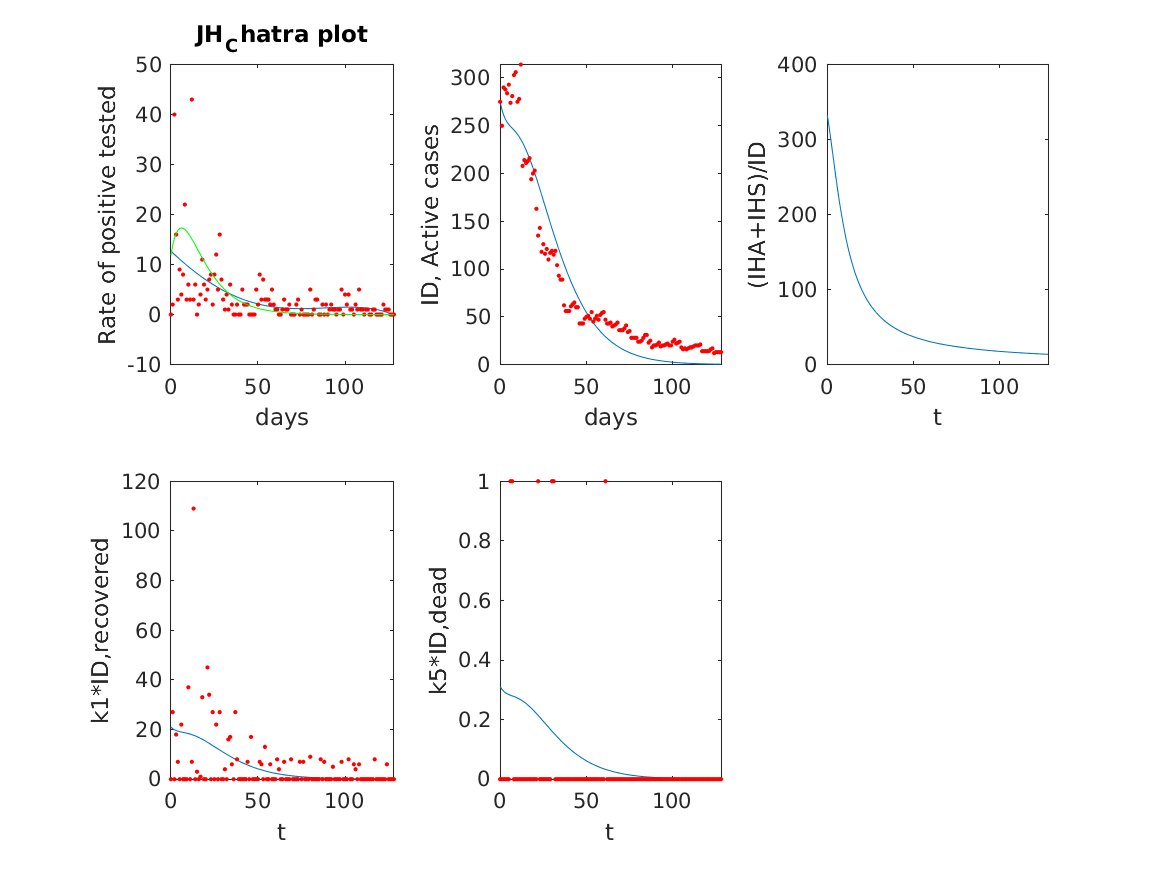 JH_Chatra plot
50
40
30
20
10
0
-10
Rate of positive tested
0 50 100
days
300
250
200
150
100
50
0
ID, Active cases
0 50 100
days
400
300
200
100
0
(IHA+IHS)/ID
0 50 100
t
120
100
80
60
40
20
0
k1*ID,recovered
0 50 100
t
1
0.8
0.6
0.4
0.2
0
k5*ID,dead
0 50 100
t